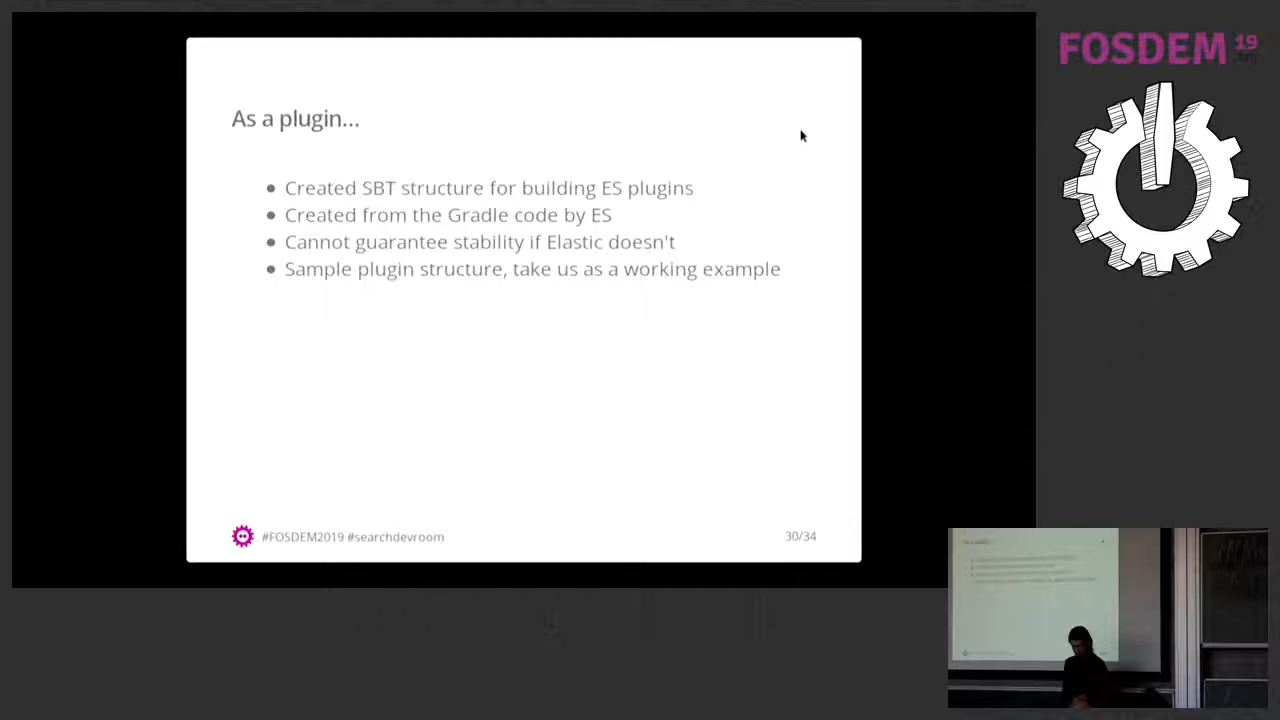 As a plugin...
● Created SBT structure for building ES plugins
● Created from the Gradle code by ES
● Cannot guarantee stability if Elastic doesn't
● Sample plugin structure, take us as a working example
#FOSDEM2019 #searchdevroom
30/34
FOSDEM 19